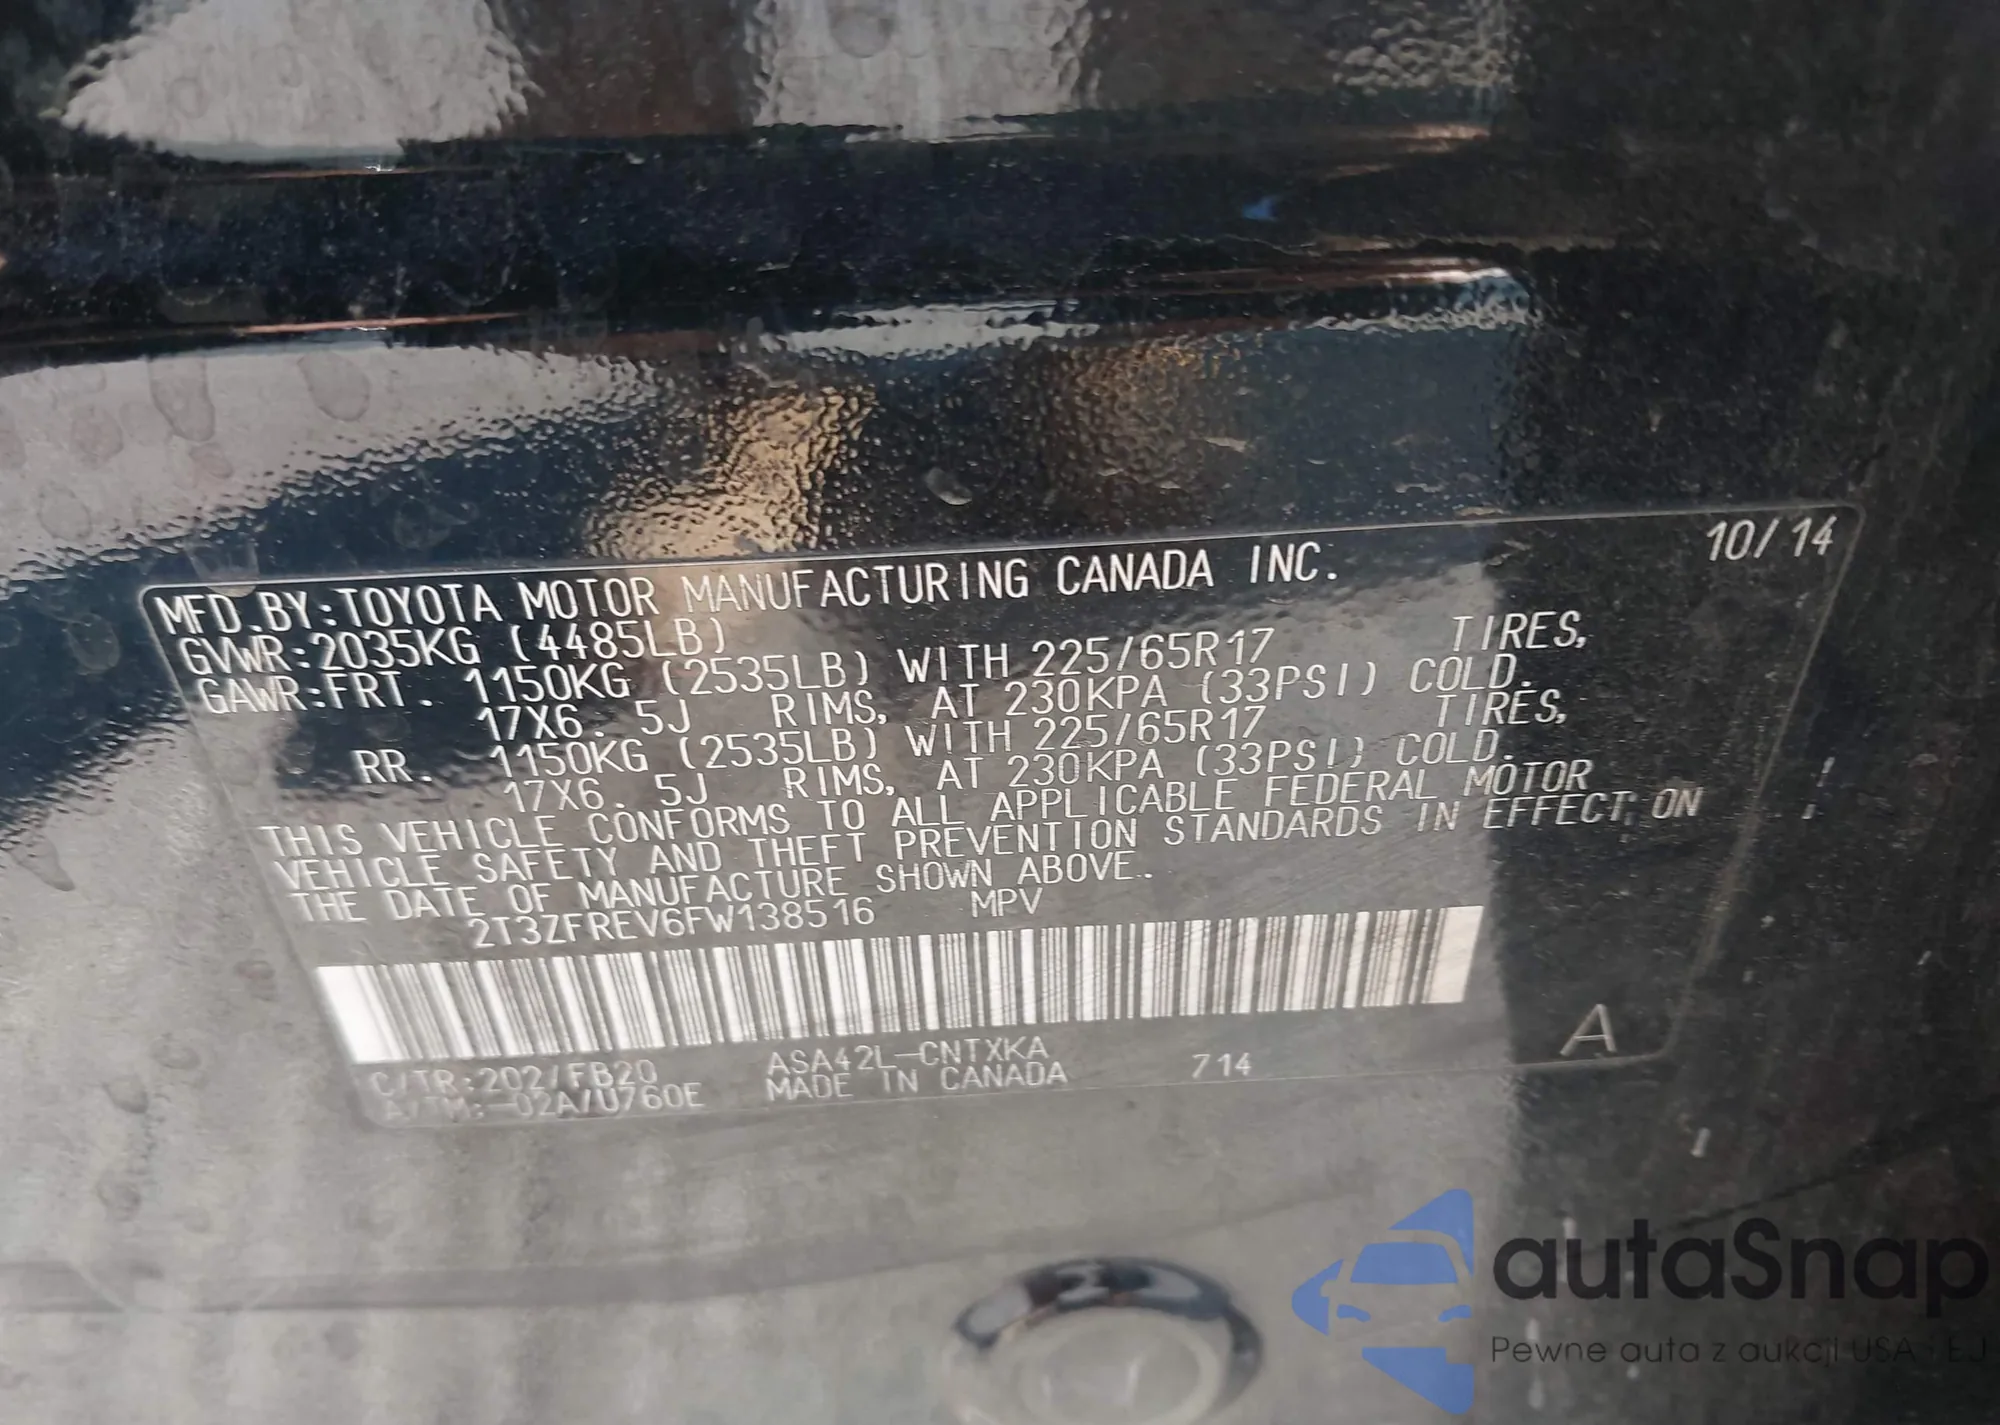 10/14
MFD.BY:TOYOTA MOTOR MANUFACTURING CANADA INC.
GVWR:2035KG (4485LB)
GAWR:FRT. 1150KG (2535LB) WITH 225/65R17 TIRES,
17X6.5J RIMS, AT 230KPA (33PSI) COLD.
RR. 1150KG (2535LB) WITH 225/65R17 TIRES,
17X6.5J RIMS, AT 230KPA (33PSI) COLD.
THIS VEHICLE CONFORMS TO ALL APPLICABLE FEDERAL MOTOR
VEHICLE SAFETY AND THEFT PREVENTION STANDARDS IN EFFECT ON
THE DATE OF MANUFACTURE SHOWN ABOVE.
2T3ZFREV6FW138516 MPV
C/TR:202/FB20 ASA42L-CNTXKA 714 A
A/TM:-02A/U760E MADE IN CANADA
autaSnap
Pewne auta z aukcji USA - EU